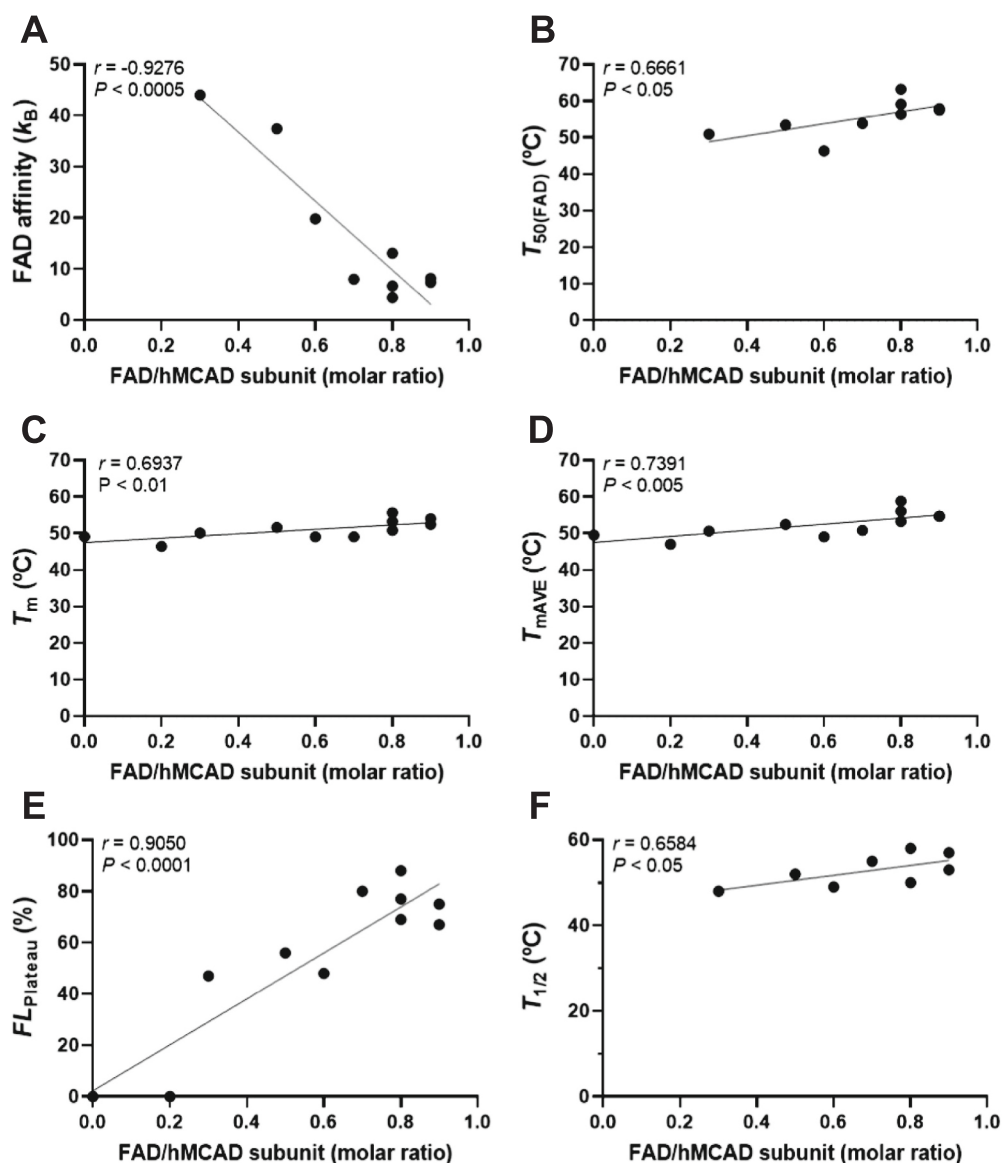 A
r = -0.9276
P < 0.0005
FAD affinity (kB)
50
40
30
20
10
0
0.0 0.2 0.4 0.6 0.8 1.0
FAD/hMCAD subunit (molar ratio)
B
r = 0.6661
P < 0.05
T50(FAD) (ºC)
70
60
50
40
30
20
10
0
0.0 0.2 0.4 0.6 0.8 1.0
FAD/hMCAD subunit (molar ratio)
C
r = 0.6937
P < 0.01
Tm (ºC)
70
60
50
40
30
20
10
0
0.0 0.2 0.4 0.6 0.8 1.0
FAD/hMCAD subunit (molar ratio)
D
r = 0.7391
P < 0.005
TmAVE (ºC)
70
60
50
40
30
20
10
0
0.0 0.2 0.4 0.6 0.8 1.0
FAD/hMCAD subunit (molar ratio)
E
r = 0.9050
P < 0.0001
FLPlateau (%)
100
80
60
40
20
0
0.0 0.2 0.4 0.6 0.8 1.0
FAD/hMCAD subunit (molar ratio)
F
r = 0.6584
P < 0.05
T1/2 (ºC)
60
40
20
0
0.0 0.2 0.4 0.6 0.8 1.0
FAD/hMCAD subunit (molar ratio)